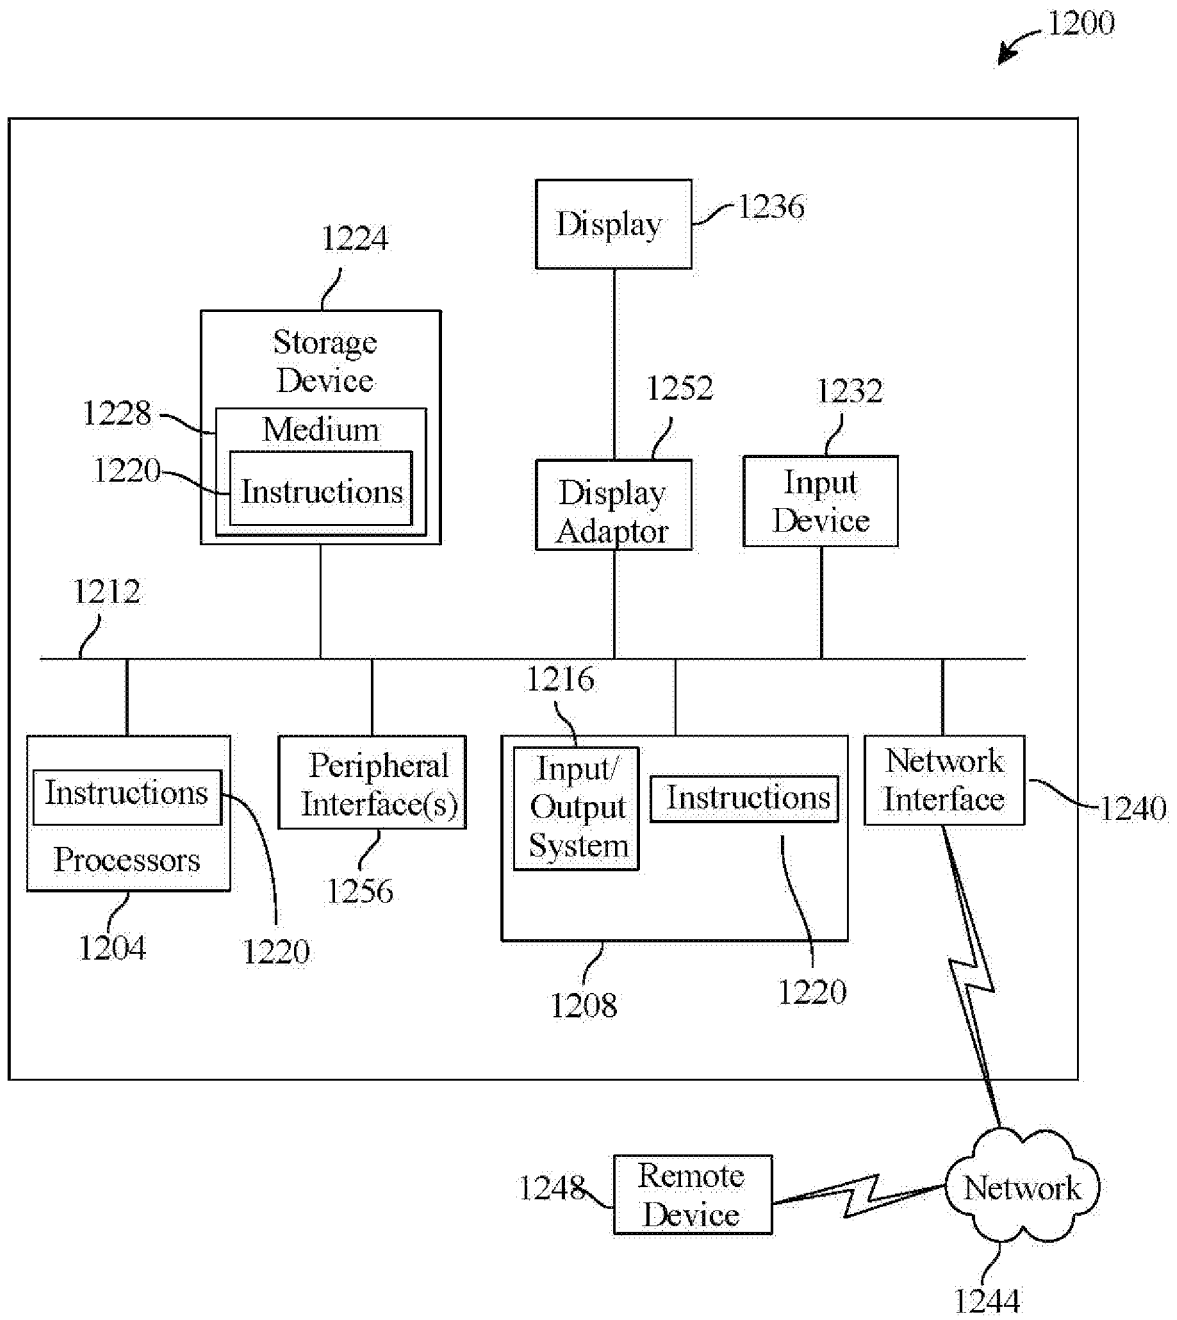 1200
Display
1236
1224
Storage
Device
1228
Medium
1220
Instructions
1252
Display
Adaptor
1232
Input
Device
1212
1216
Instructions
Processors
1204
1220
Peripheral
Interface(s)
1256
Input/
Output
System
Instructions
1208
1220
Network
Interface
1240
1248
Remote
Device
Network
1244